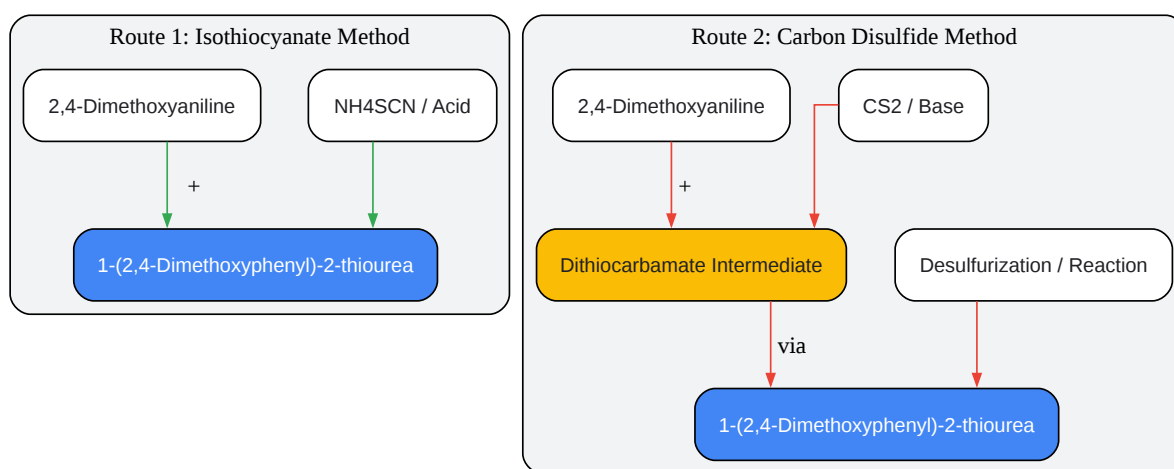 Route 1: Isothiocyanate Method
2,4-Dimethoxyaniline
NH4SCN / Acid
+
1-(2,4-Dimethoxyphenyl)-2-thiourea
Route 2: Carbon Disulfide Method
2,4-Dimethoxyaniline
CS2 / Base
+
Dithiocarbamate Intermediate
Desulfurization / Reaction
via
1-(2,4-Dimethoxyphenyl)-2-thiourea